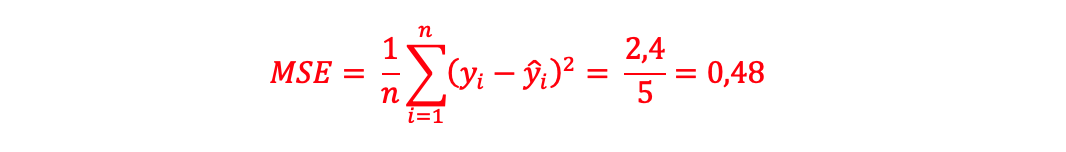 MSE = 1/n ∑_{i=1}^{n} (y_i − ŷ_i)² = 2,4/5 = 0,48